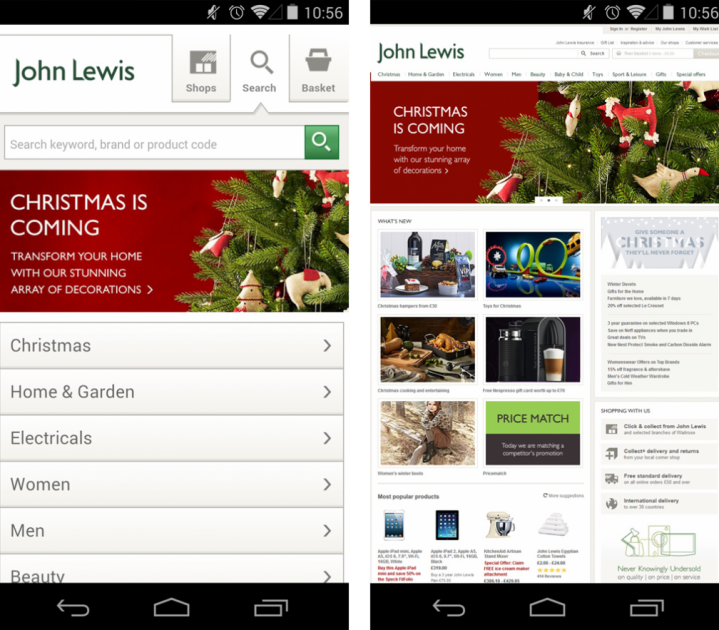 10:56
John Lewis
Shops
Search
Basket
Search keyword, brand or product code
CHRISTMAS IS
COMING
TRANSFORM YOUR HOME
WITH OUR STUNNING
ARRAY OF DECORATIONS
Christmas
Home & Garden
Electricals
Women
Men
Beauty
10:56
Sign in or Register My John Lewis My Wish List
John Lewis Insurance Gift List Inspiration & advice Our shops Customer services
John Lewis
Search
Christmas Home & Garden Electricals Women Men Beauty Baby & Child Toys Sport & Leisure Gifts Special offers
CHRISTMAS
IS COMING
Transform your home
with our stunning array
of decorations
WHAT'S NEW
Christmas hampers from £30
Toys for Christmas
Christmas cooking and entertaining
Free Nespresso gift card worth up to £70
PRICE MATCH
Today we are matching
a competitor's promotion
Women's winter boots
Pricematch
Most popular products
More suggestions
Apple iPad mini, Apple
A5, iOS 6, 7.9", Wi-Fi,
16GB, White
Buy this Apple iPad
mini and save 50% on
the Speck FitFolio
Apple iPad 2, Apple A5,
iOS 6, 9.7", Wi-Fi, 16GB,
Black
£319.00
KitchenAid Artisan
Stand Mixer
Special Offer: Claim
FREE ice cream maker
attachment
John Lewis Egyptian
Cotton Towels
£2.00 - £24.00
Reviews
GIVE SOMEONE A
CHRISTMAS
THEY'LL NEVER FORGET
Winter Duvets
Gifts for the Home
Furniture we love, available in 7 days
20% off selected Le Creuset
3 year guarantee on selected Windows 8 PCs
Save on Neff appliances when you trade in
Great deals on TVs
New Nest Protect Smoke and Carbon Dioxide Alarm
Womenswear Offers on Top Brands
10% off fragrance & aftershave
Men's Cold Weather Wardrobe
Gifts for Men
SHOPPING WITH US
Click & collect from John Lewis
and selected branches of Waitrose
Collect+ delivery and returns
from your local corner shop
Free standard delivery
on all online orders £50 and over
International delivery
to over 30 countries
Never Knowingly Undersold
on quality | on price | on service